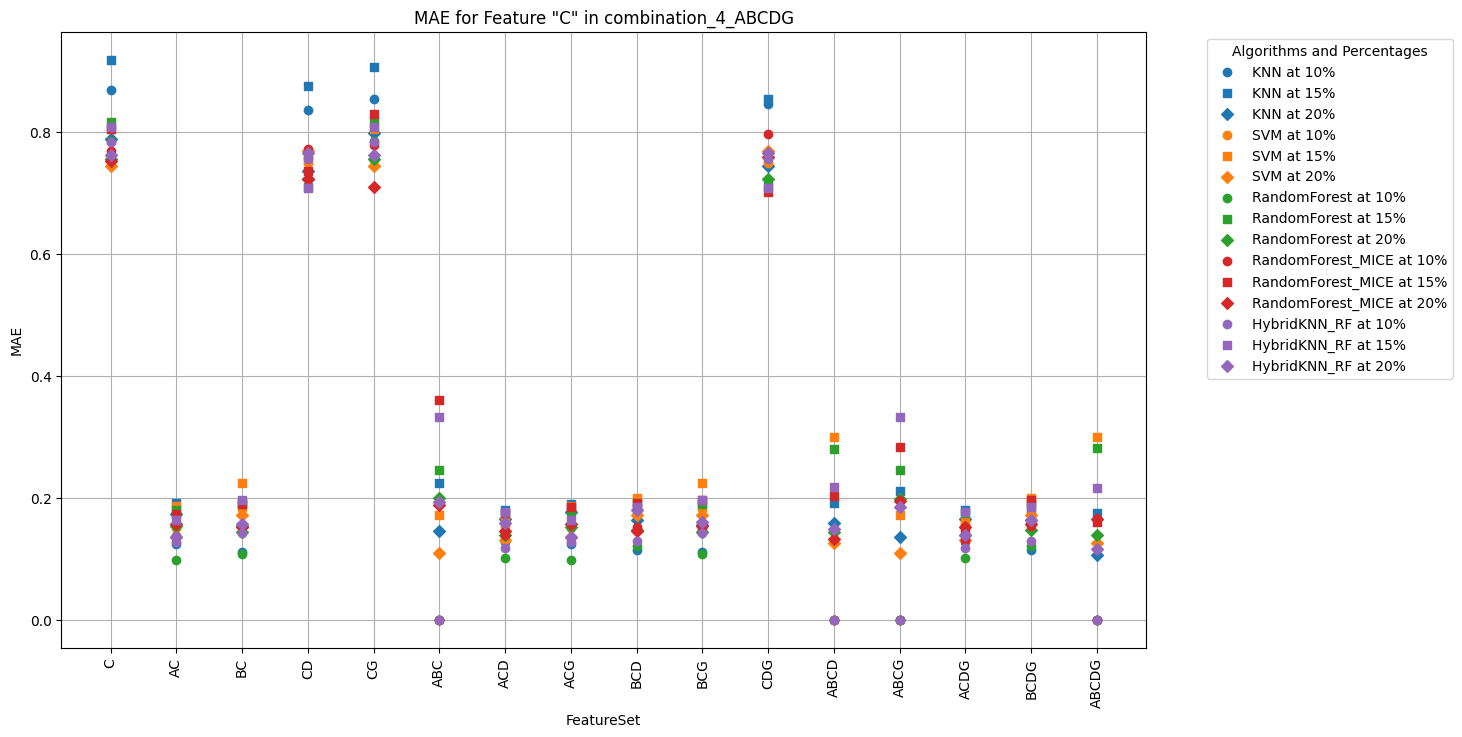 MAE for Feature "C" in combination_4_ABCDG
MAE
0.8
0.6
0.4
0.2
0.0
C
AC
BC
CD
CG
ABC
ACD
ACG
BCD
BCG
CDG
ABCD
ABCG
ACDG
BCDG
ABCDG
FeatureSet
Algorithms and Percentages
KNN at 10%
KNN at 15%
KNN at 20%
SVM at 10%
SVM at 15%
SVM at 20%
RandomForest at 10%
RandomForest at 15%
RandomForest at 20%
RandomForest_MICE at 10%
RandomForest_MICE at 15%
RandomForest_MICE at 20%
HybridKNN_RF at 10%
HybridKNN_RF at 15%
HybridKNN_RF at 20%